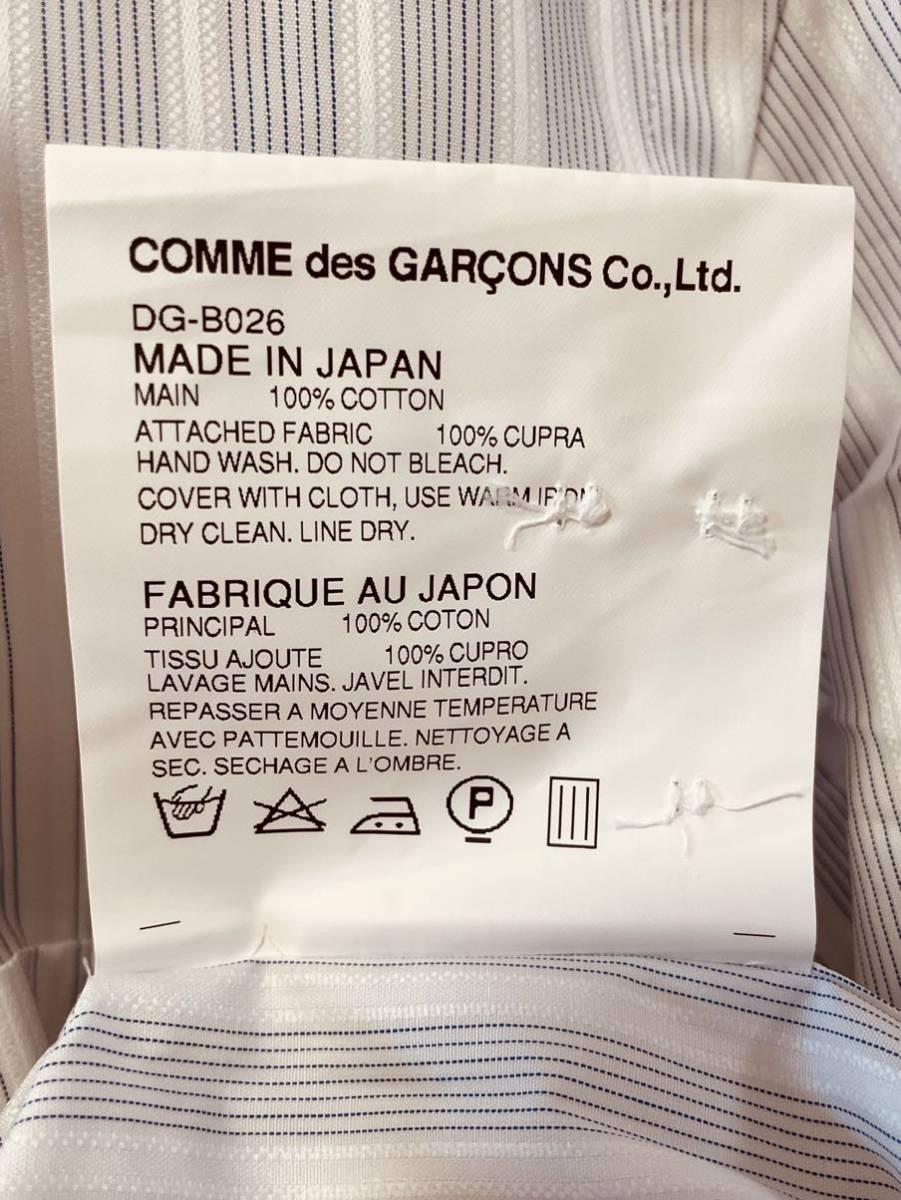 COMME des GARÇONS Co.,Ltd.
DG-B026
MADE IN JAPAN
MAIN 100% COTTON
ATTACHED FABRIC 100% CUPRA
HAND WASH. DO NOT BLEACH.
COVER WITH CLOTH, USE WARM IRON
DRY CLEAN. LINE DRY.
FABRIQUE AU JAPON
PRINCIPAL 100% COTON
TISSU AJOUTE 100% CUPRO
LAVAGE MAINS. JAVEL INTERDIT.
REPASSER A MOYENNE TEMPERATURE
AVEC PATTEMOUILLE. NETTOYAGE A
SEC. SECHAGE A L'OMBRE.
P